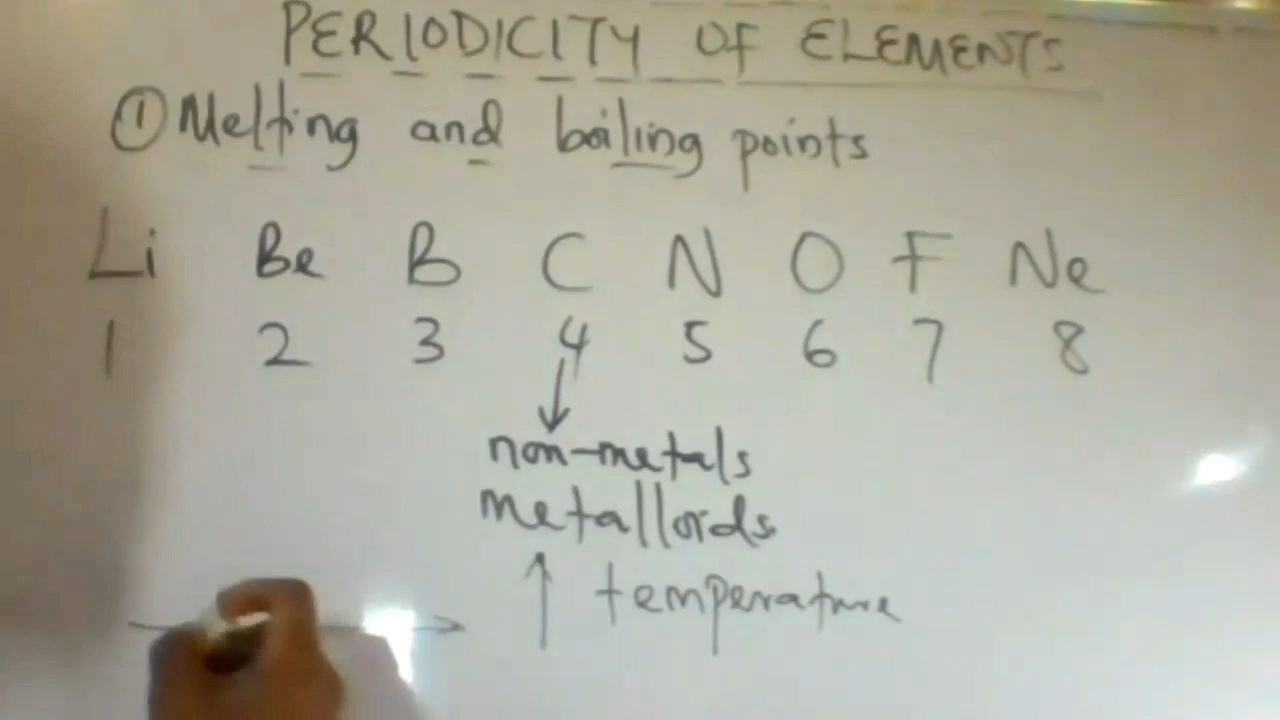 PERIODICITY OF ELEMENTS
① Melting and boiling points
Li Be B C N O F Ne
1 2 3 4 5 6 7 8
↓
non-metals
metalloids
→ ↑ temperature